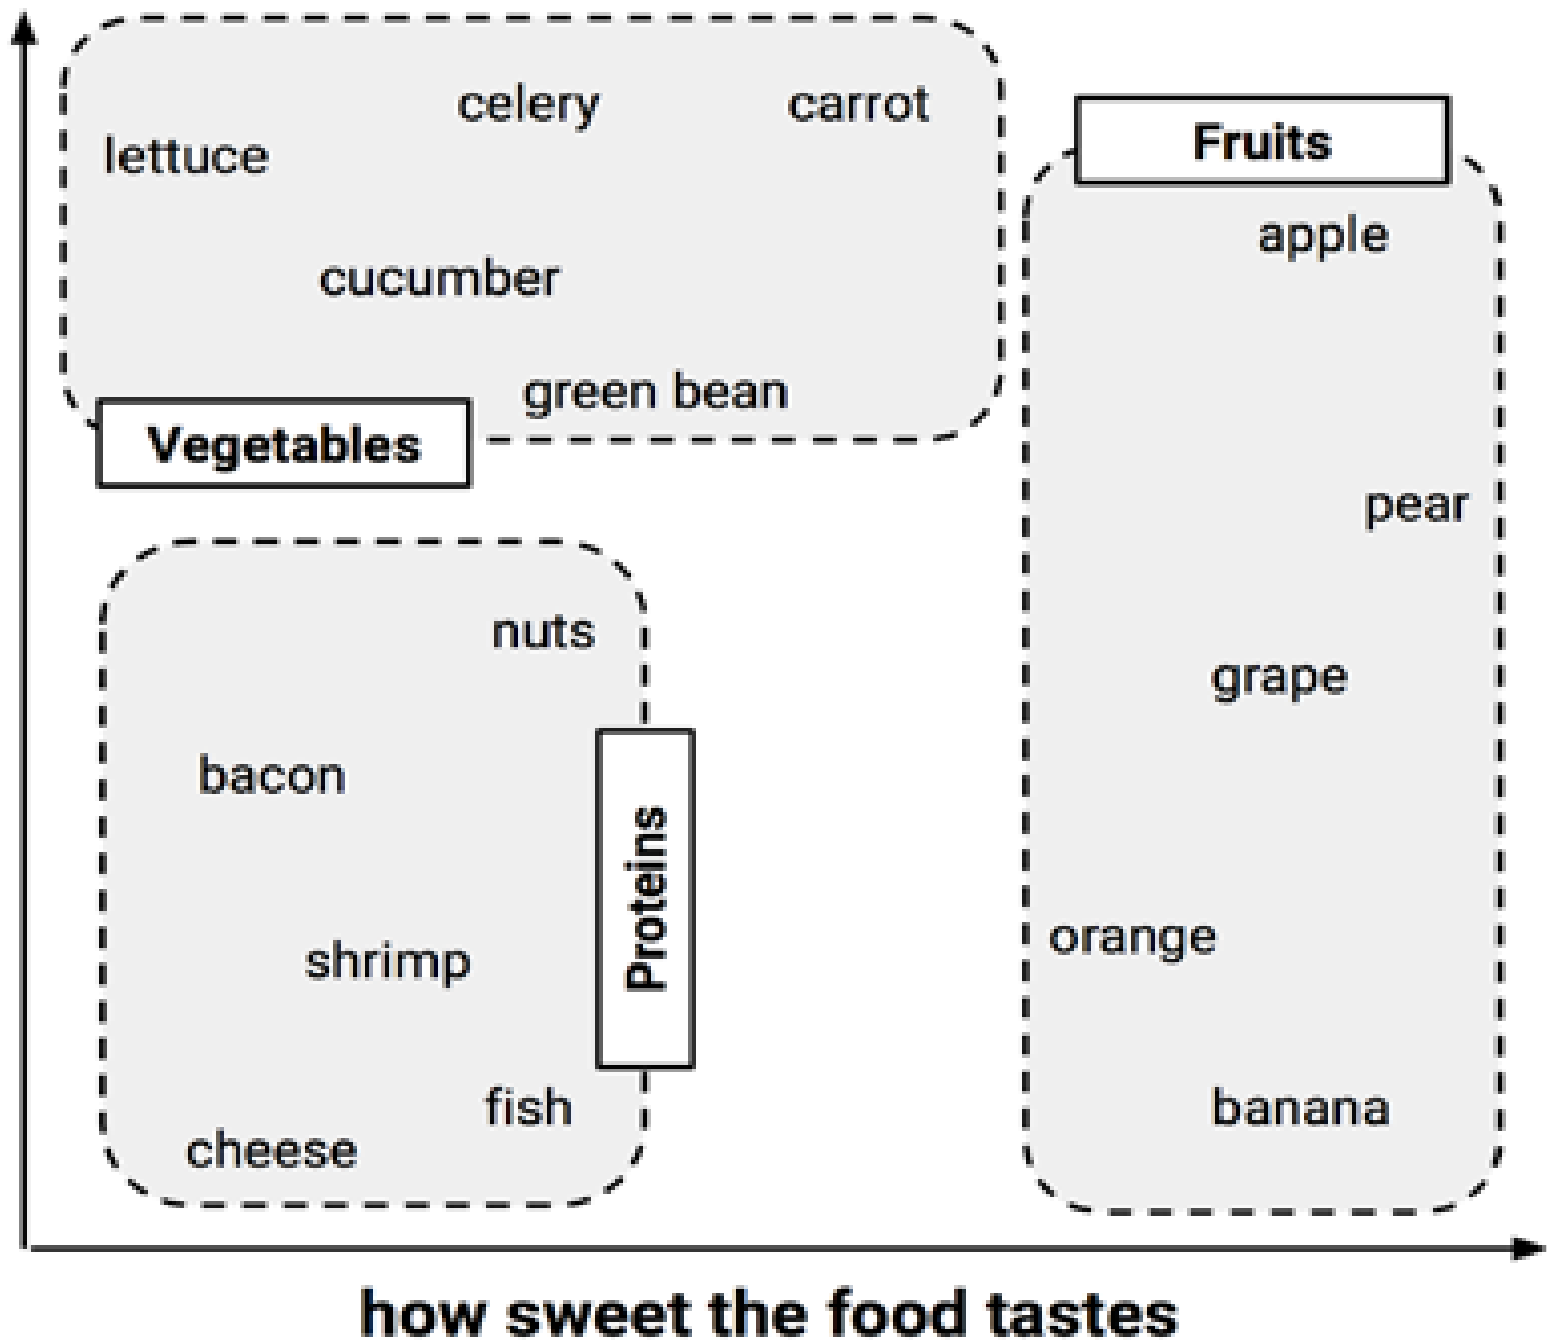 celery
carrot
lettuce
cucumber
green bean
Vegetables
Fruits
apple
pear
grape
orange
banana
nuts
bacon
shrimp
fish
cheese
Proteins
how sweet the food tastes